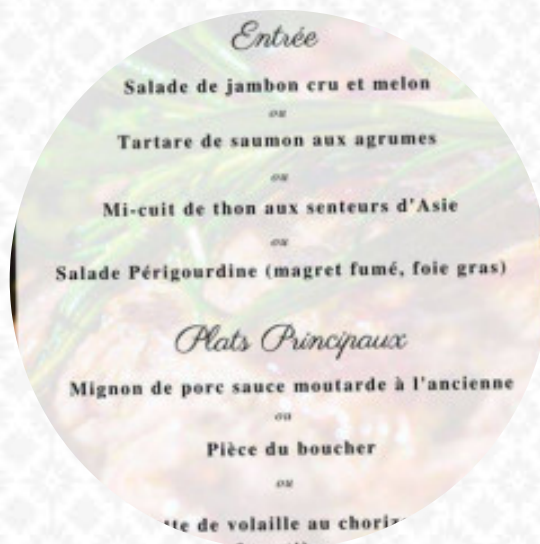 Entrée
Salade de jambon cru et melon
ou
Tartare de saumon aux agrumes
ou
Mi-cuit de thon aux senteurs d'Asie
ou
Salade Périgourdine (magret fumé, foie gras)
Plats Principaux
Mignon de porc sauce moutarde à l'ancienne
ou
Pièce du boucher
ou
de volaille au